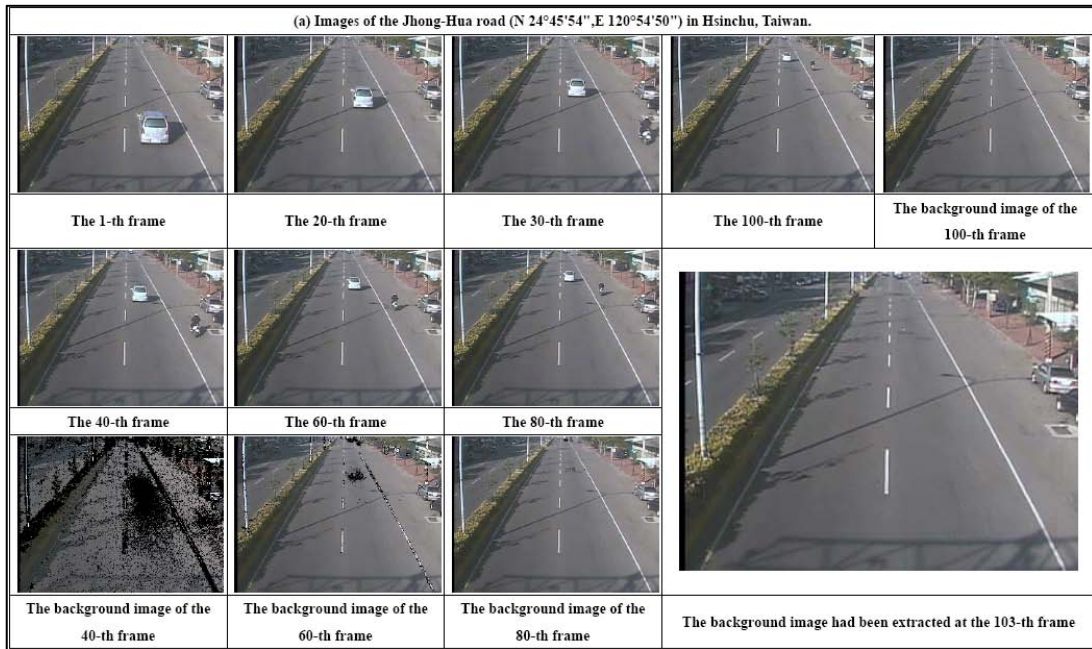 (a) Images of the Jhong-Hua road (N 24°45'54",E 120°54'50") in Hsinchu, Taiwan.
The 1-th frame
The 20-th frame
The 30-th frame
The 100-th frame
The background image of the
100-th frame
The 40-th frame
The 60-th frame
The 80-th frame
The background image of the
40-th frame
The background image of the
60-th frame
The background image of the
80-th frame
The background image had been extracted at the 103-th frame